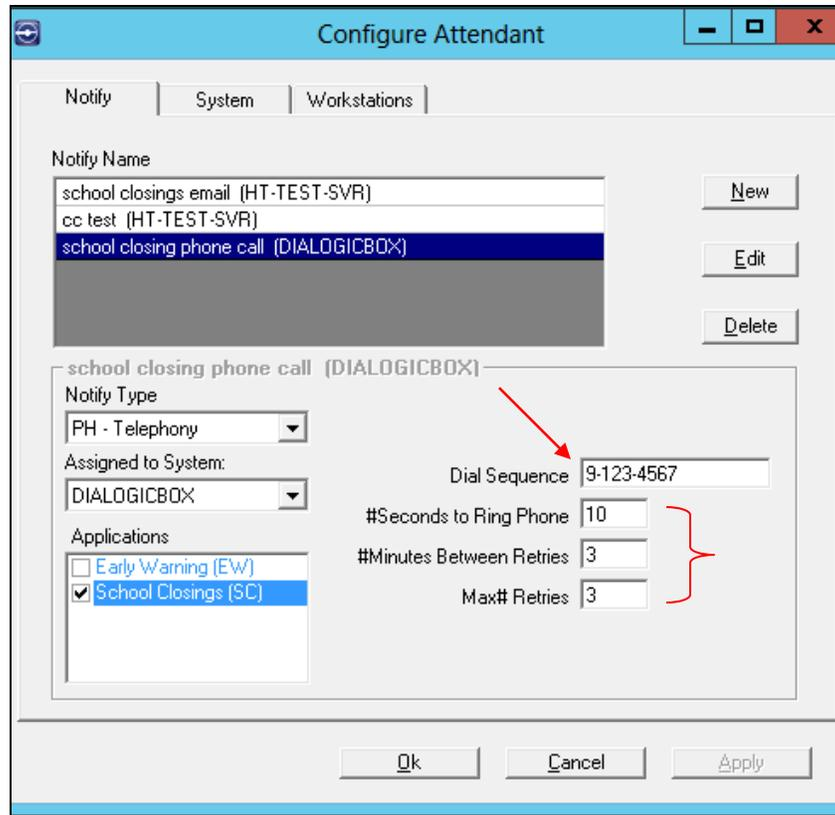 Configure Attendant
Notify System Workstations
Notify Name
school closings email (HT-TEST-SVR)
cc test (HT-TEST-SVR)
school closing phone call (DIALOGICBOX)
New
Edit
Delete
school closing phone call (DIALOGICBOX)
Notify Type
PH - Telephony
Assigned to System:
DIALOGICBOX
Applications
Early Warning (EW)
School Closings (SC)
Dial Sequence 9-123-4567
#Seconds to Ring Phone 10
#Minutes Between Retries 3
Max# Retries 3
Ok Cancel Apply